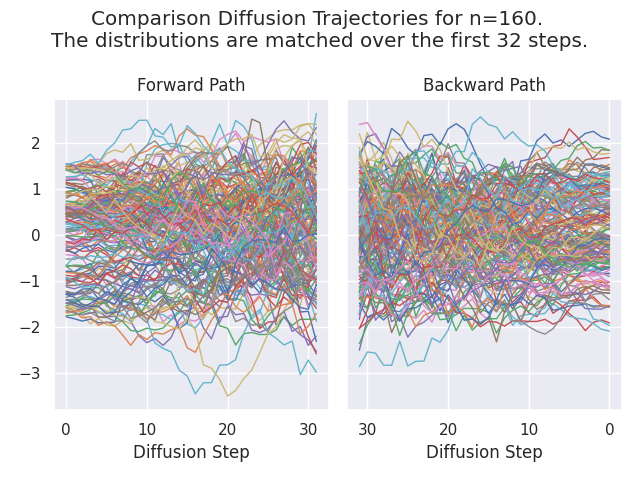 Comparison Diffusion Trajectories for n=160.
The distributions are matched over the first 32 steps.
Forward Path
Backward Path
2
1
0
−1
−2
−3
0 10 20 30
30 20 10 0
Diffusion Step
Diffusion Step